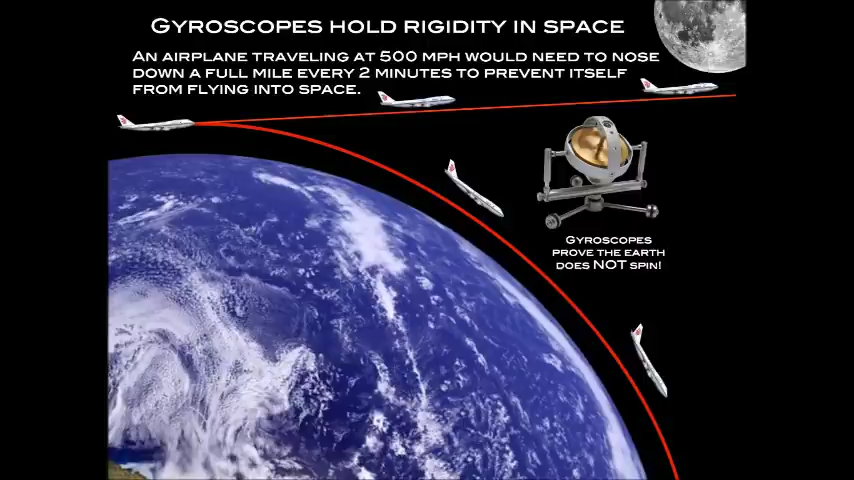 Gyroscopes hold rigidity in space
An airplane traveling at 500 mph would need to nose
down a full mile every 2 minutes to prevent itself
from flying into space.
Gyroscopes
prove the earth
does NOT spin!